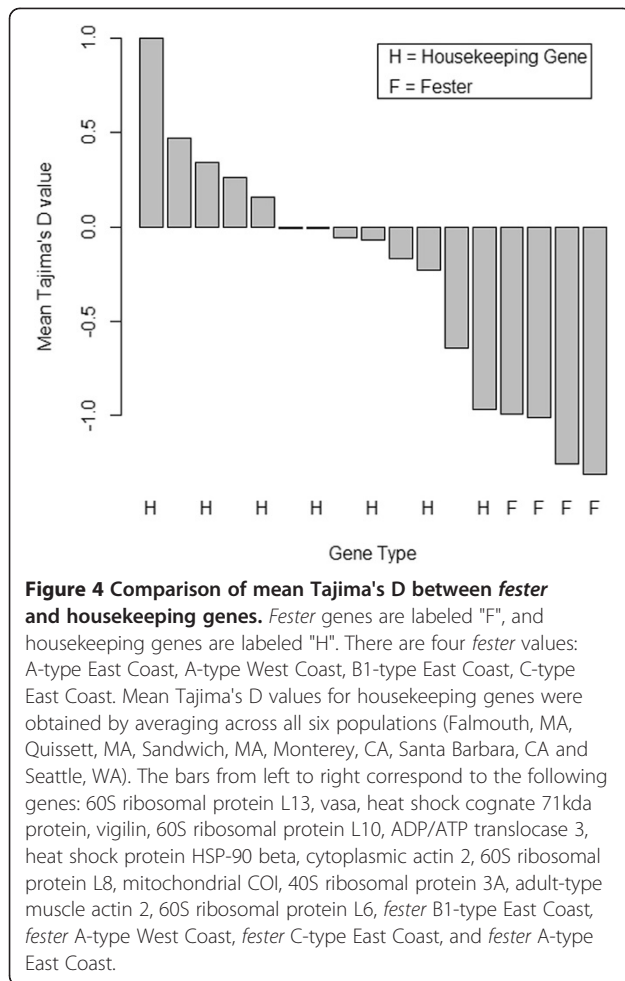 1.0
0.5
0.0
-0.5
-1.0
Mean Tajima's D value
H = Housekeeping Gene
F = Fester
H H H H H H H F F F F
Gene Type
Figure 4 Comparison of mean Tajima's D between fester
and housekeeping genes. Fester genes are labeled "F", and
housekeeping genes are labeled "H". There are four fester values:
A-type East Coast, A-type West Coast, B1-type East Coast, C-type
East Coast. Mean Tajima's D values for housekeeping genes were
obtained by averaging across all six populations (Falmouth, MA,
Quissett, MA, Sandwich, MA, Monterey, CA, Santa Barbara, CA and
Seattle, WA). The bars from left to right correspond to the following
genes: 60S ribosomal protein L13, vasa, heat shock cognate 71kda
protein, vigilin, 60S ribosomal protein L10, ADP/ATP translocase 3,
heat shock protein HSP-90 beta, cytoplasmic actin 2, 60S ribosomal
protein L8, mitochondrial COI, 40S ribosomal protein 3A, adult-type
muscle actin 2, 60S ribosomal protein L6, fester B1-type East Coast,
fester A-type West Coast, fester C-type East Coast, and fester A-type
East Coast.